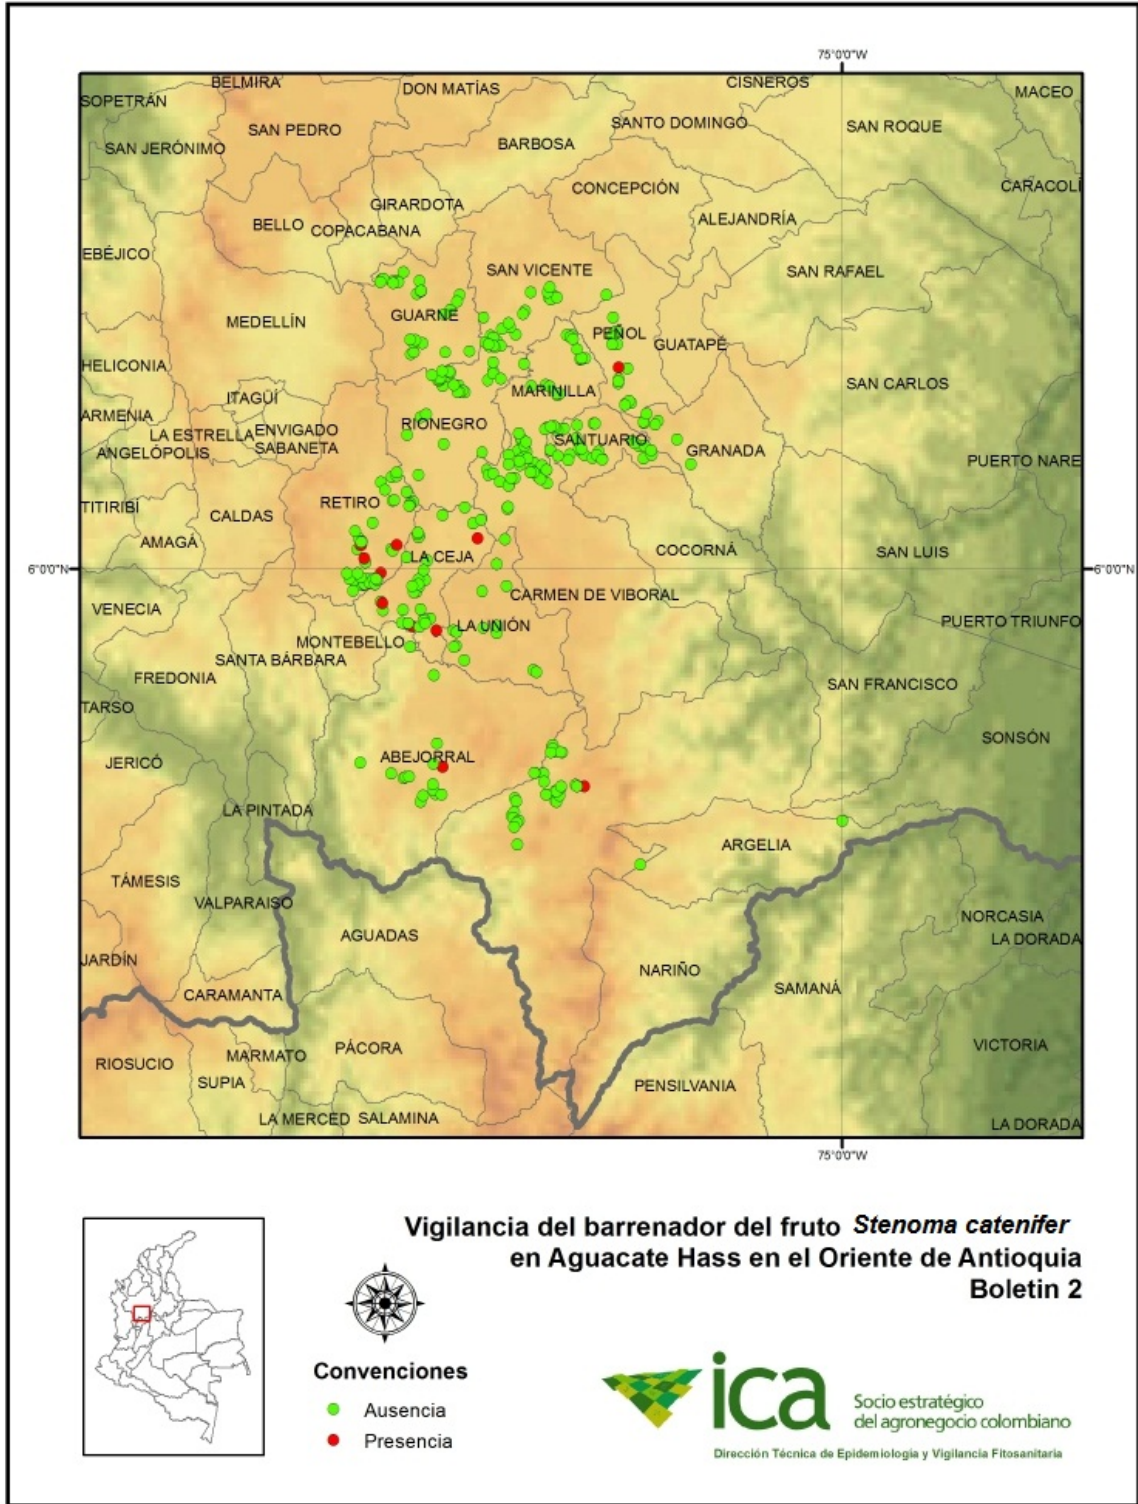 75°0'0"W
BELMIRA
DON MATÍAS
CISNEROS
MACEO
SOPETRÁN
SAN PEDRO
SANTO DOMINGO
SAN ROQUE
SAN JERÓNIMO
BARBOSA
CONCEPCIÓN
CARACOLÍ
GIRARDOTA
ALEJANDRÍA
BELLO
COPACABANA
EBÉJICO
SAN VICENTE
SAN RAFAEL
GUARNE
MEDELLÍN
PEÑOL
GUATAPÉ
HELICONIA
SAN CARLOS
ITAGÜÍ
MARINILLA
ARMENIA
LA ESTRELLA
ENVIGADO
RIONEGRO
SANTUARIO
ANGELÓPOLIS
SABANETA
GRANADA
PUERTO NARE
TITIRIBÍ
CALDAS
RETIRO
AMAGÁ
LA CEJA
COCORNÁ
SAN LUIS
6°0'0"N
6°0'0"N
VENECIA
CARMEN DE VIBORAL
PUERTO TRIUNFO
LA UNIÓN
MONTEBELLO
SANTA BÁRBARA
FREDONIA
SAN FRANCISCO
TARSO
SONSÓN
JERICÓ
ABEJORRAL
LA PINTADA
ARGELIA
TÁMESIS
VALPARAISO
NORCASIA
AGUADAS
LA DORADA
JARDÍN
NARIÑO
SAMANÁ
CARAMANTA
RIOSUCIO
MARMATO
PÁCORA
VICTORIA
SUPIA
PENSILVANIA
LA MERCED
SALAMINA
LA DORADA
75°0'0"W
Vigilancia del barrenador del fruto Stenoma catenifer
en Aguacate Hass en el Oriente de Antioquia
Boletin 2
Convenciones
Ausencia
Presencia
ica
Socio estratégico
del agronegocio colombiano
Dirección Técnica de Epidemiología y Vigilancia Fitosanitaria